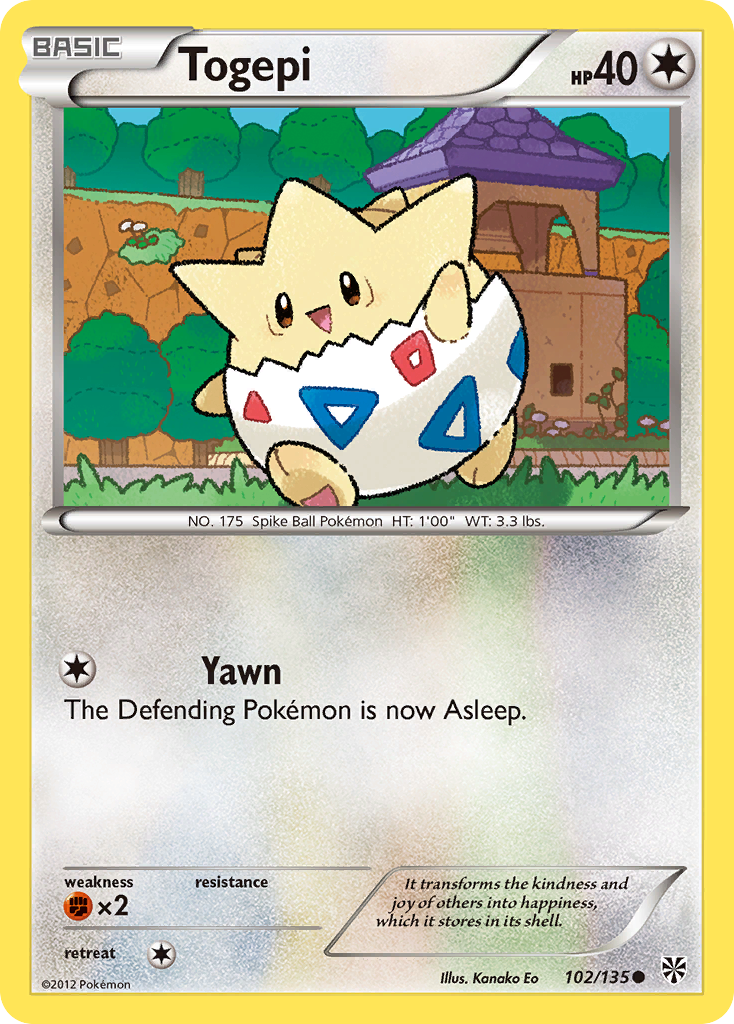 BASIC
Togepi
HP40
NO. 175 Spike Ball Pokémon HT: 1'00" WT: 3.3 lbs.
Yawn
The Defending Pokémon is now Asleep.
weakness
resistance
×2
It transforms the kindness and
joy of others into happiness,
which it stores in its shell.
retreat
©2012 Pokémon
Illus. Kanako Eo
102/135